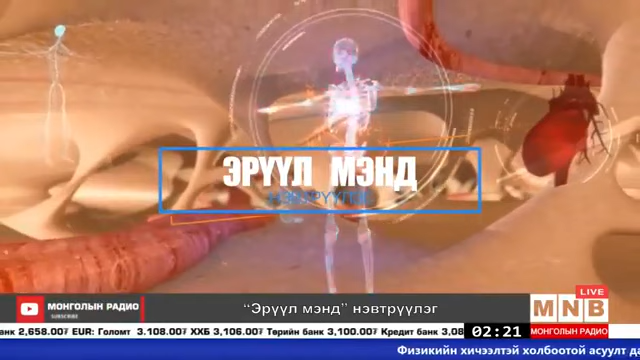 ЭРҮҮЛ МЭНД
НЭВТРҮҮЛЭГ
LIVE
MNB
МОНГОЛЫН РАДИО
МОНГОЛЫН РАДИО
SUBSCRIBE
“Эрүүл мэнд” нэвтрүүлэг
анк 2,658.00₮ EUR: Голомт 3.108.00₮ ХХБ 3,106.00₮ Төрийн банк 3,100.00₮ Кредит банк 3,08
02:21
Физикийн хичээлтэй холбоотой асуулт да